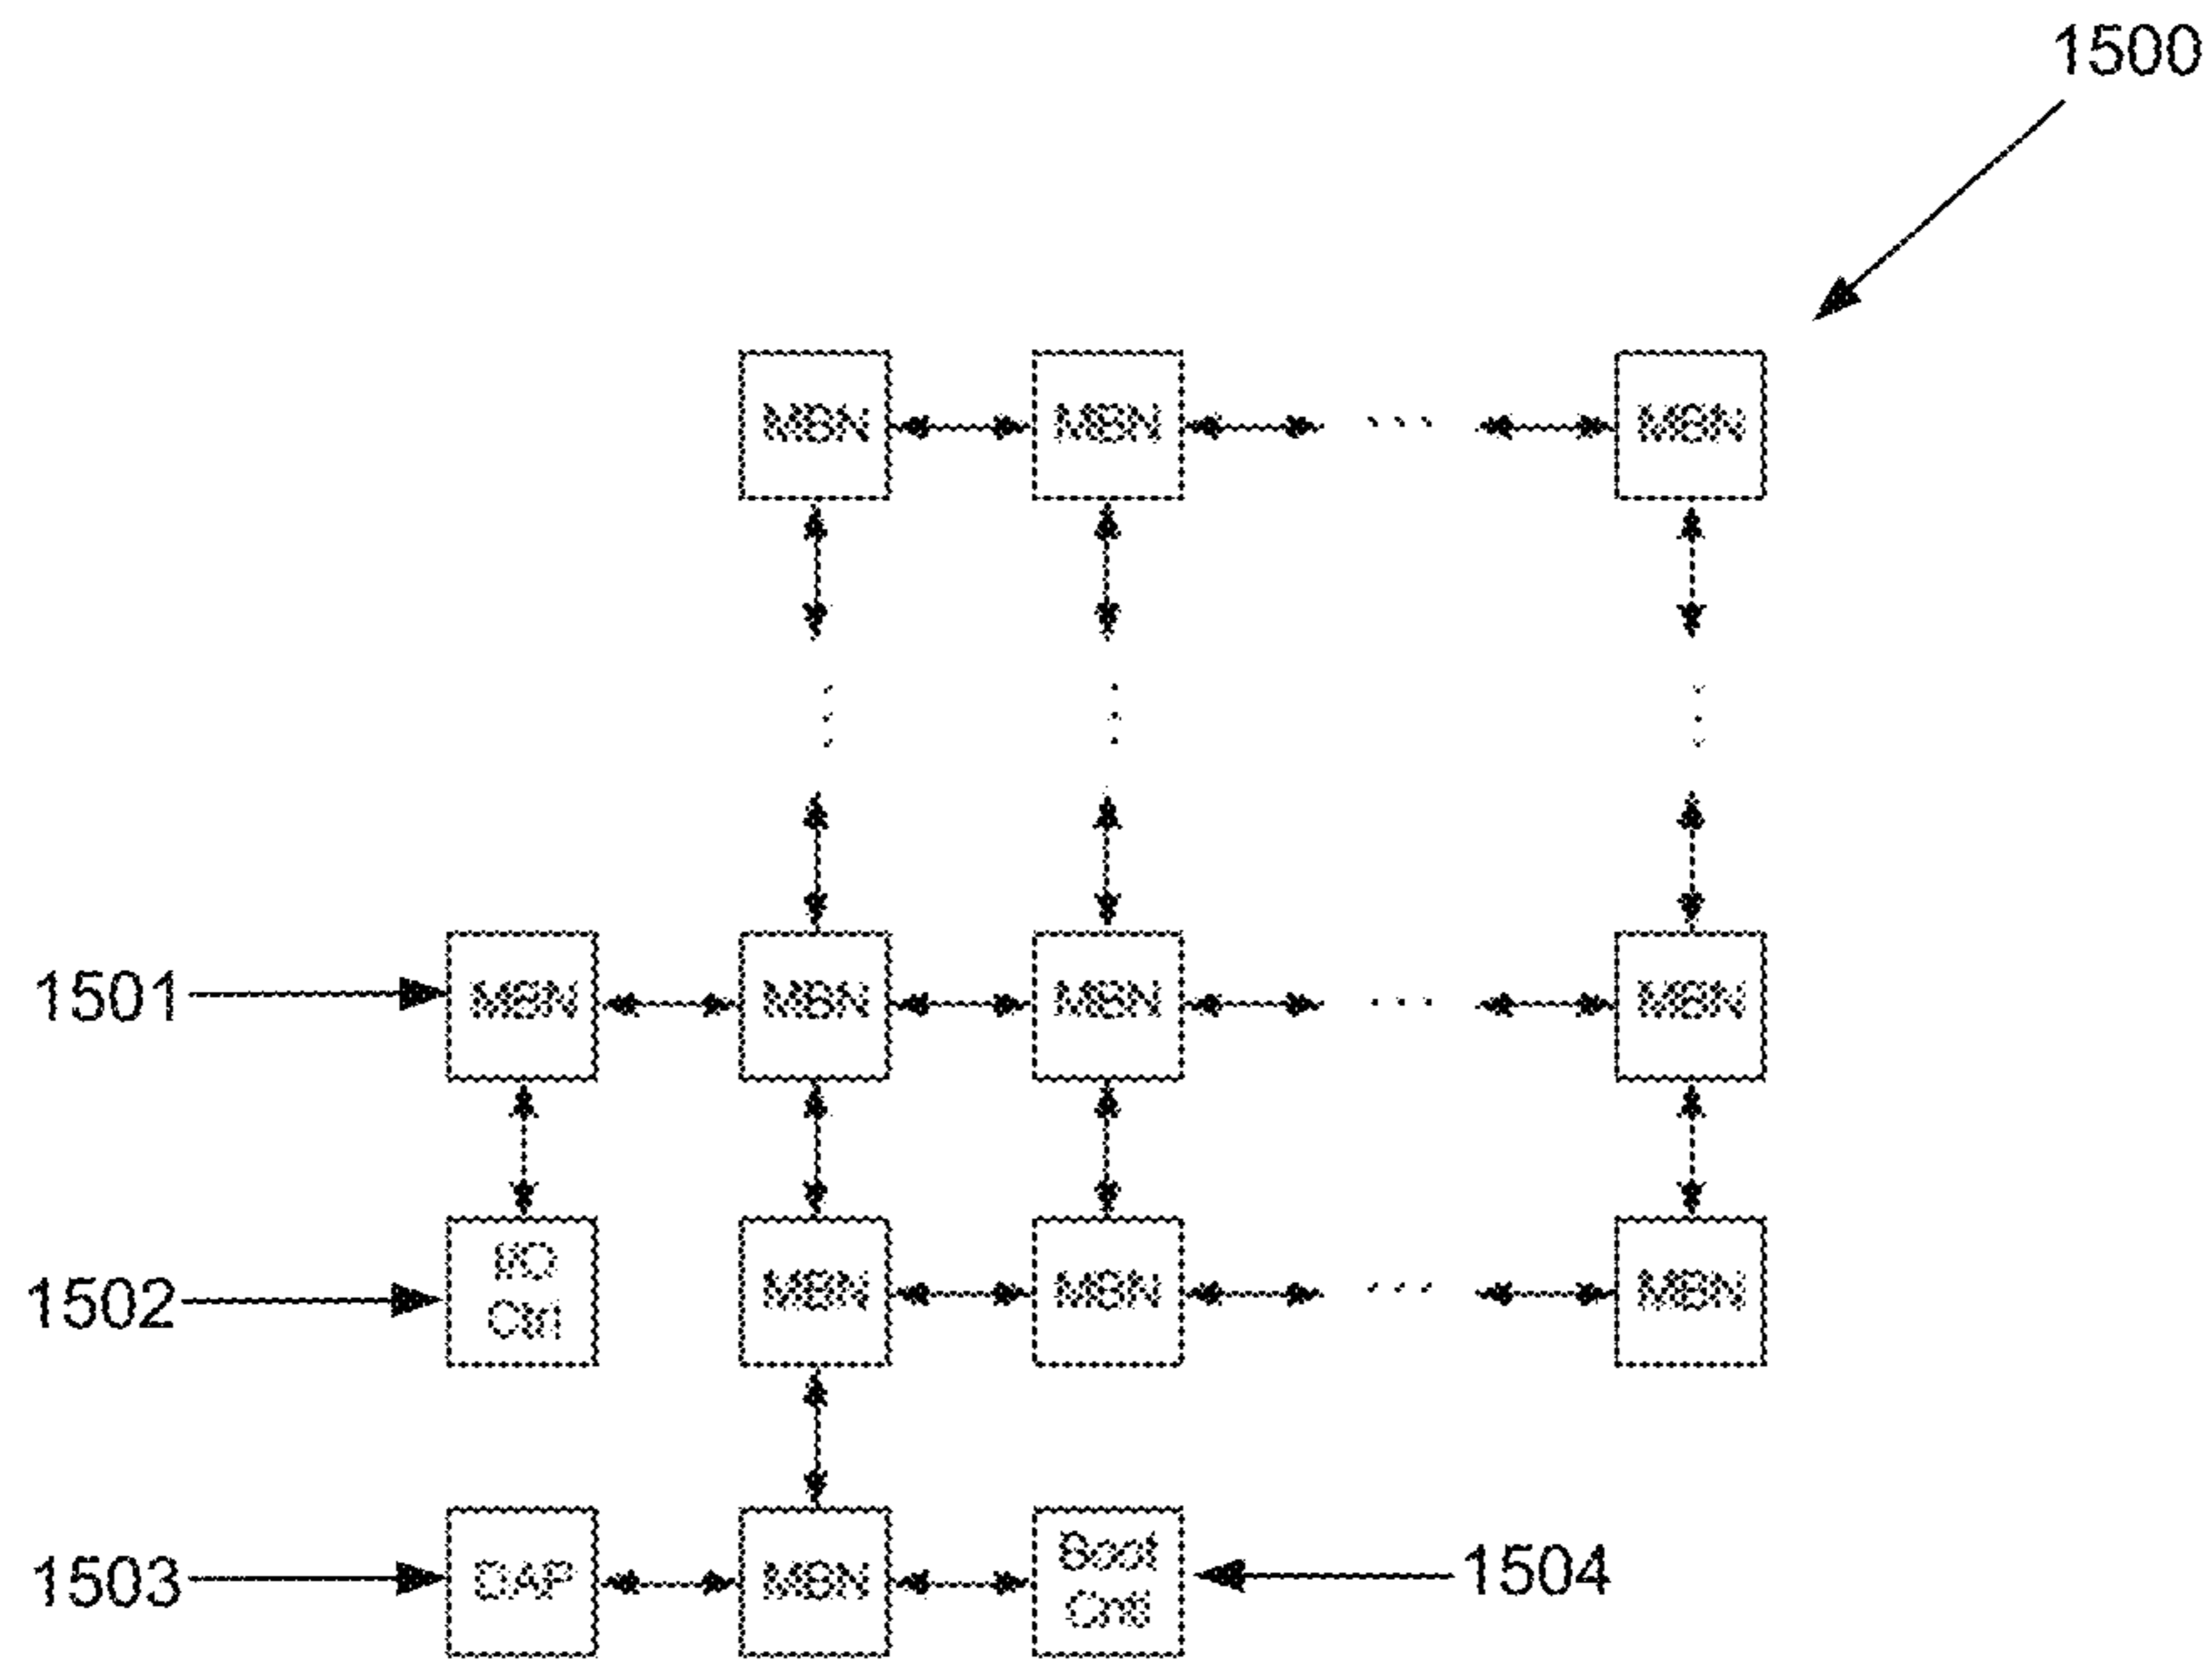 1500
MBN MBN ... MBN
1501 MBN MBN MBN ... MBN
1502 I/O
Ctrl
MBN MBN ... MBN
1503 DAP MBN Boot
Cntl
1504